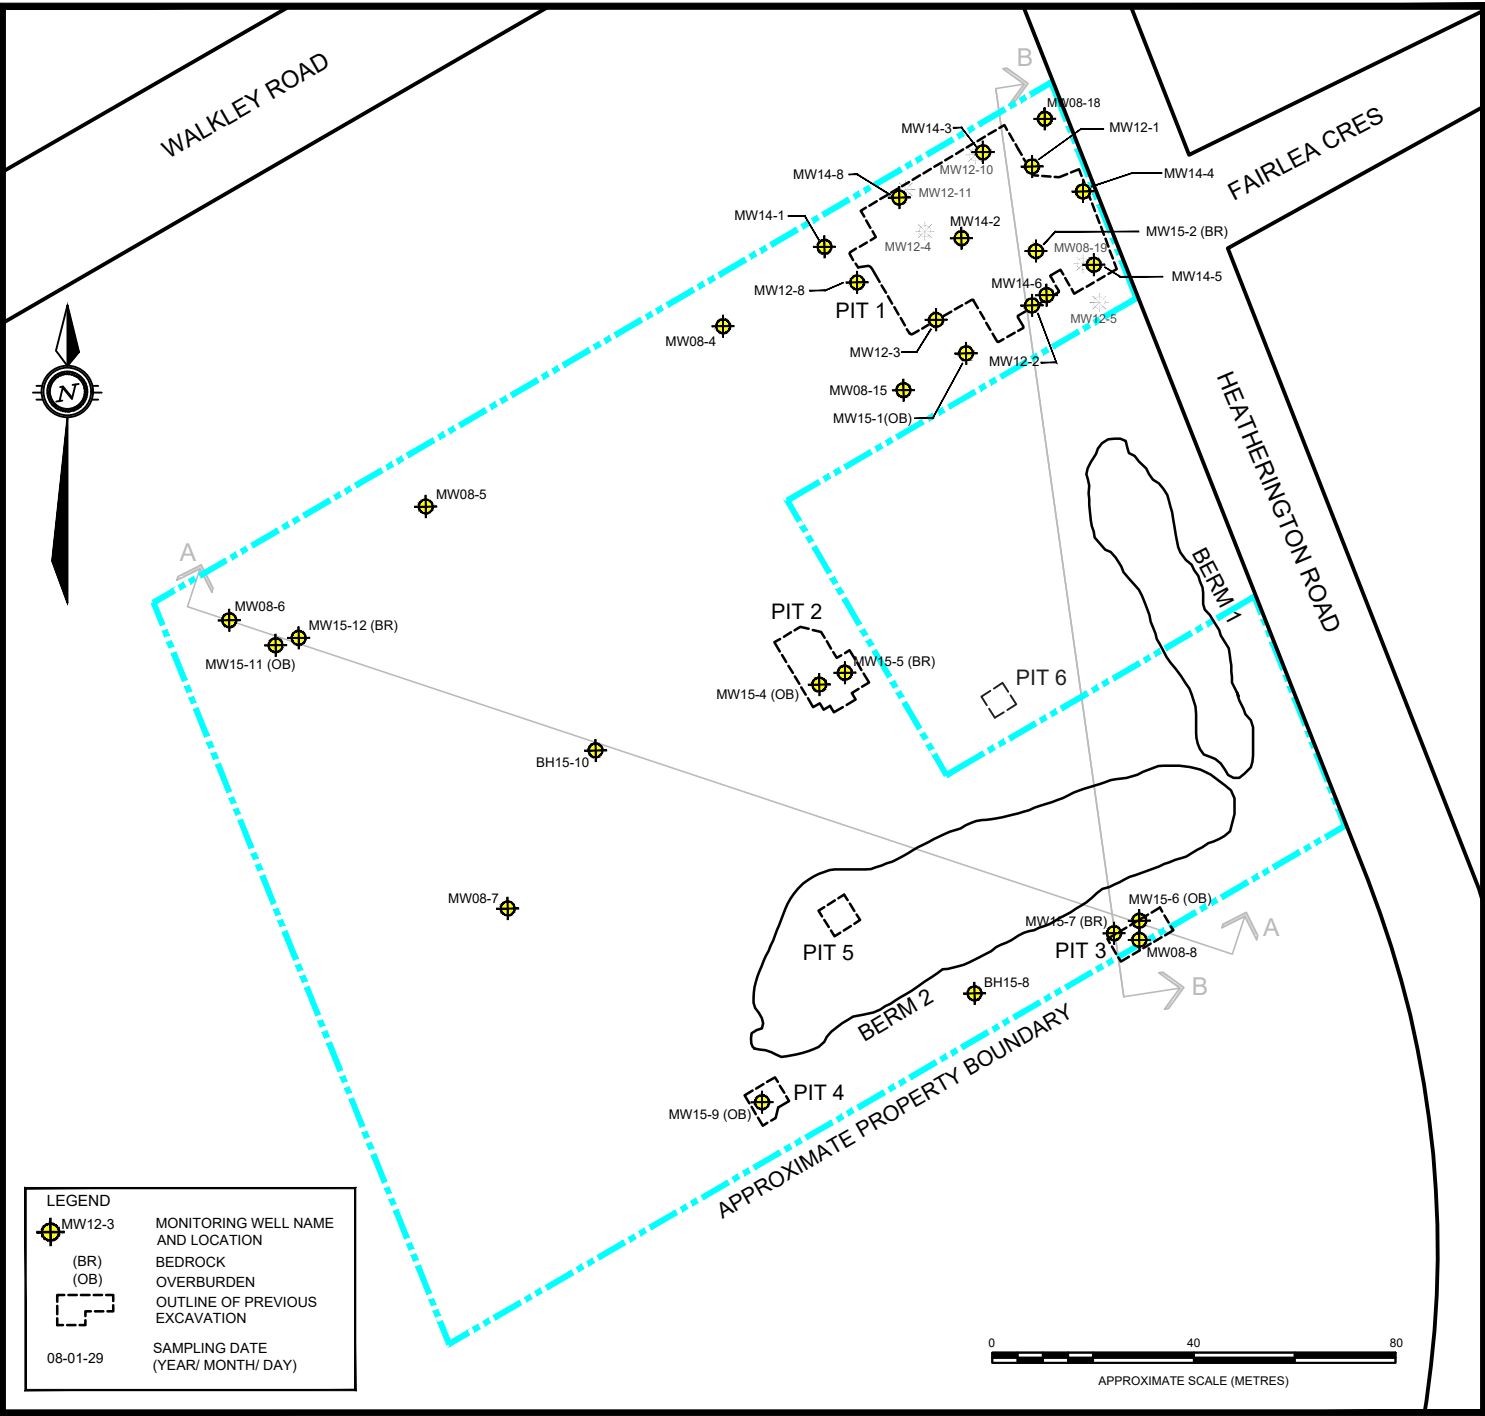 WALKLEY ROAD
B
MW08-18
MW14-3
MW12-1
FAIRLEA CRES
MW12-10
MW14-8
MW14-4
MW12-11
MW14-1
MW14-2
MW15-2 (BR)
MW12-4
MW08-19
MW14-5
MW14-6
MW12-8
PIT 1
MW12-5
MW08-4
MW12-3
MW12-2
MW08-15
MW15-1(OB)
N
HEATHERINGTON ROAD
MW08-5
A
BERM 1
MW08-6
PIT 2
MW15-12 (BR)
MW15-11 (OB)
MW15-5 (BR)
PIT 6
MW15-4 (OB)
BH15-10
MW08-7
MW15-6 (OB)
MW15-7 (BR)
A
PIT 5
PIT 3
MW08-8
BH15-8
B
BERM 2
APPROXIMATE PROPERTY BOUNDARY
PIT 4
MW15-9 (OB)
LEGEND
MW12-3
MONITORING WELL NAME
AND LOCATION
(BR)
BEDROCK
(OB)
OVERBURDEN
OUTLINE OF PREVIOUS
EXCAVATION
08-01-29
SAMPLING DATE
(YEAR/ MONTH/ DAY)
0
40
80
APPROXIMATE SCALE (METRES)